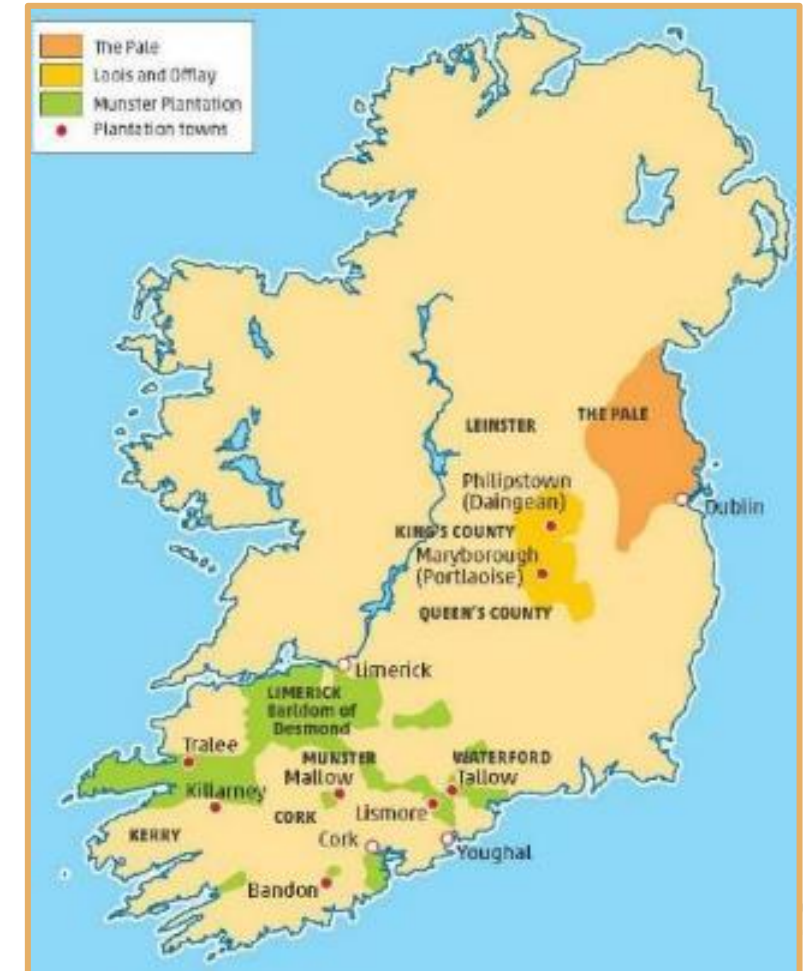 The Pale
Laois and Offlay
Munster Plantation
Plantation towns
THE PALE
LEINSTER
Philipstown
(Daingean)
Dublin
KING'S COUNTY
Maryborough
(Portlaoise)
QUEEN'S COUNTY
Limerick
LIMERICK
Earldom of
Desmond
Tralee
MUNSTER
WATERFORD
Mallow
Tallow
Killarney
Lismore
CORK
KERRY
Cork
Youghal
Bandon